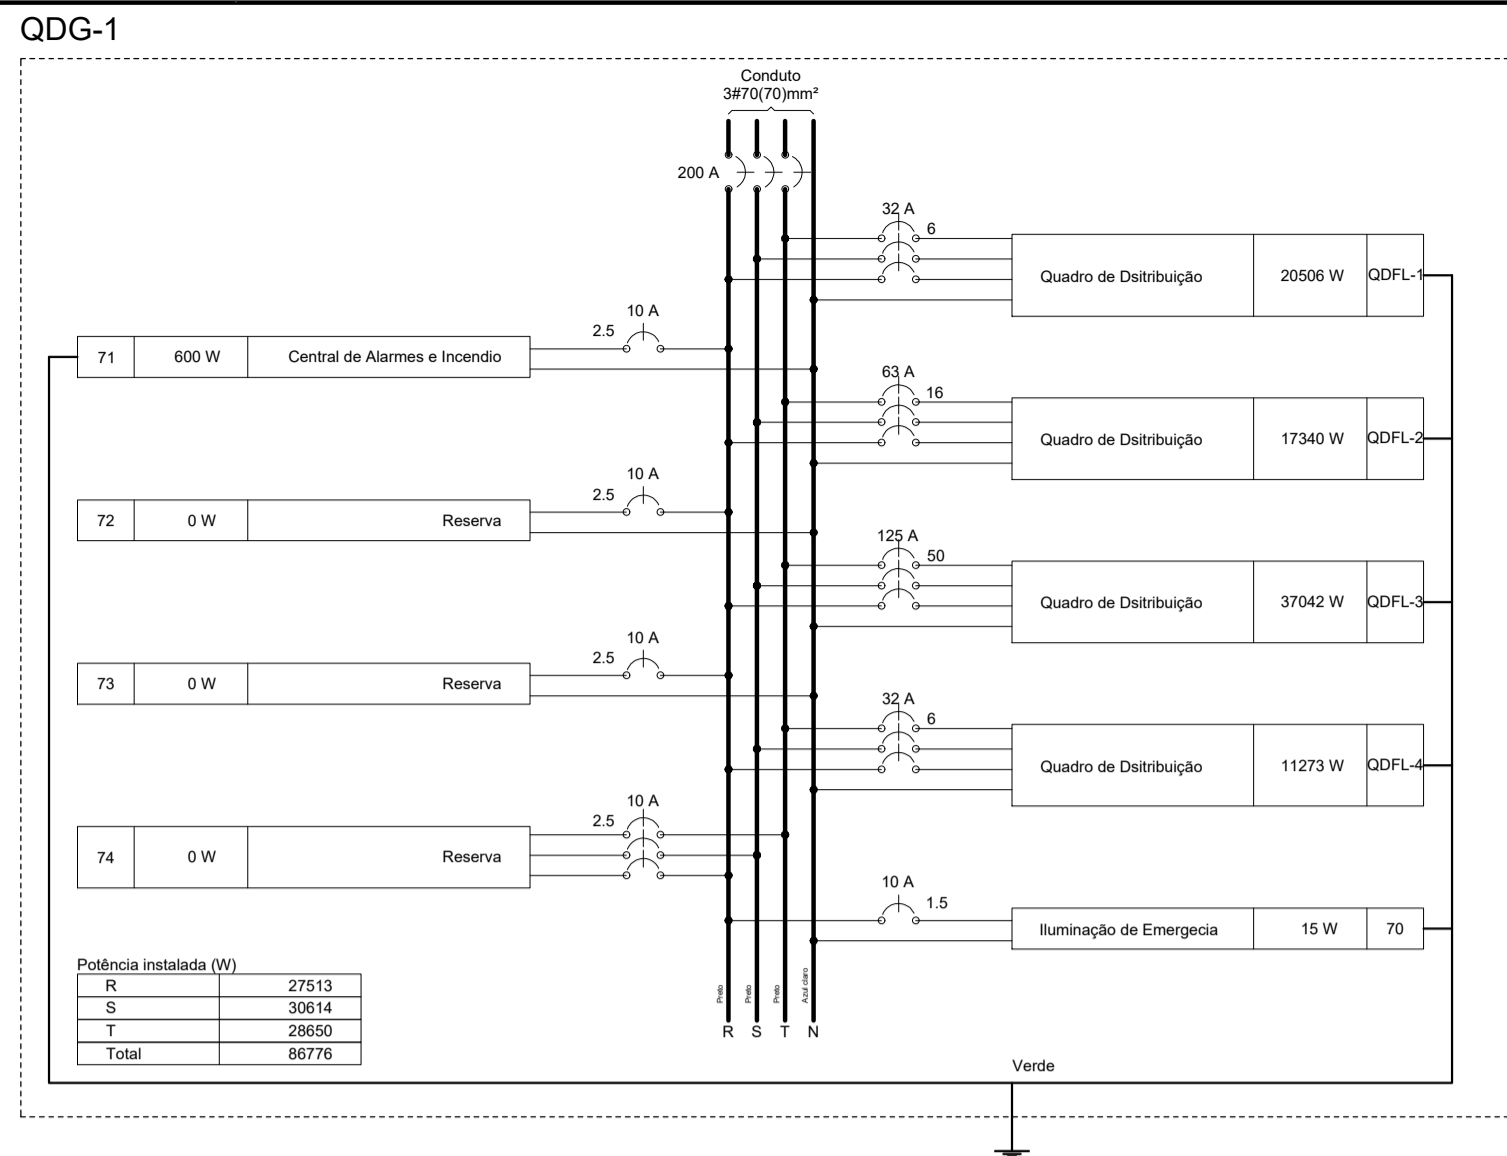 QDG-1
Conduto
3#70(70)mm²
200 A
32 A
6
Quadro de Dsitribuição 20506 W QDFL-1
10 A
2.5
71 600 W Central de Alarmes e Incendio
63 A
16
Quadro de Dsitribuição 17340 W QDFL-2
10 A
2.5
72 0 W Reserva
125 A
50
Quadro de Dsitribuição 37042 W QDFL-3
10 A
2.5
73 0 W Reserva
32 A
6
Quadro de Dsitribuição 11273 W QDFL-4
10 A
2.5
74 0 W Reserva
10 A
1.5
Iluminação de Emergecia 15 W 70
Potência instalada (W)
R 27513
S 30614
T 28650
Total 86776
Preto
Preto
Preto
Azul claro
R S T N
Verde